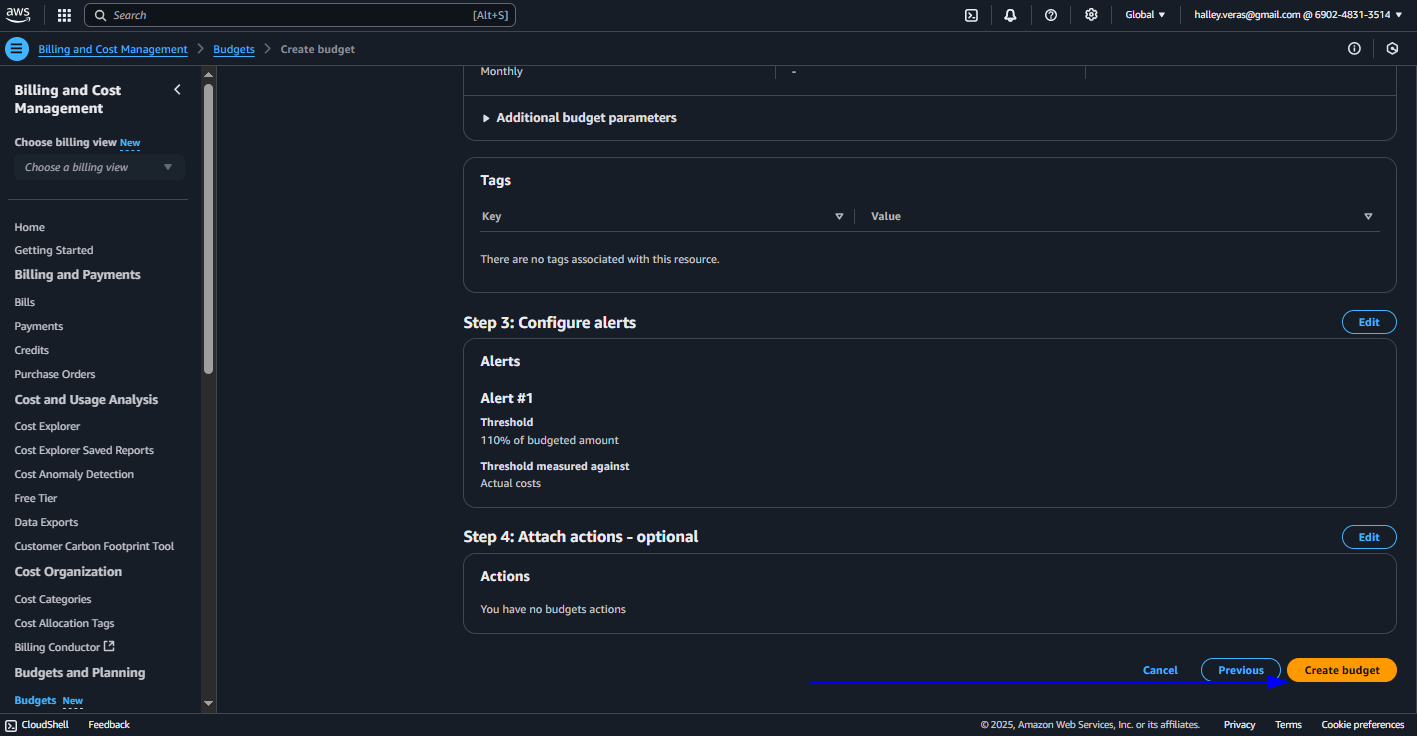 aws
Search [Alt+S]
Global
halley.veras@gmail.com @ 6902-4831-3514
Billing and Cost Management
Budgets
Create budget
Billing and Cost
Management
Choose billing view New
Choose a billing view
Home
Getting Started
Billing and Payments
Bills
Payments
Credits
Purchase Orders
Cost and Usage Analysis
Cost Explorer
Cost Explorer Saved Reports
Cost Anomaly Detection
Free Tier
Data Exports
Customer Carbon Footprint Tool
Cost Organization
Cost Categories
Cost Allocation Tags
Billing Conductor
Budgets and Planning
Budgets New
Monthly -
Additional budget parameters
Tags
Key Value
There are no tags associated with this resource.
Step 3: Configure alerts Edit
Alerts
Alert #1
Threshold
110% of budgeted amount
Threshold measured against
Actual costs
Step 4: Attach actions - optional Edit
Actions
You have no budgets actions
Cancel Previous Create budget
CloudShell Feedback
© 2025, Amazon Web Services, Inc. or its affiliates. Privacy Terms Cookie preferences